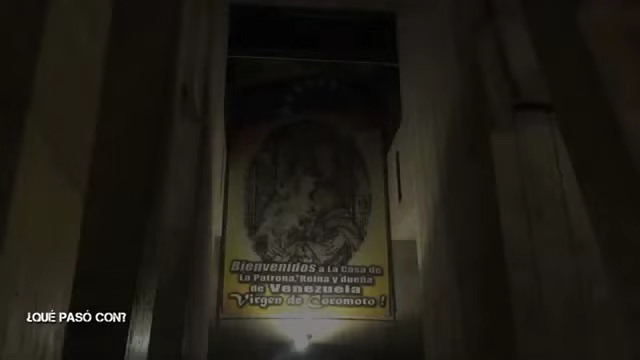 Bienvenidos a La Casa de
La Patrona, Reina y dueña
de Venezuela
Virgen de Coromoto !
¿QUÉ PASÓ CON?